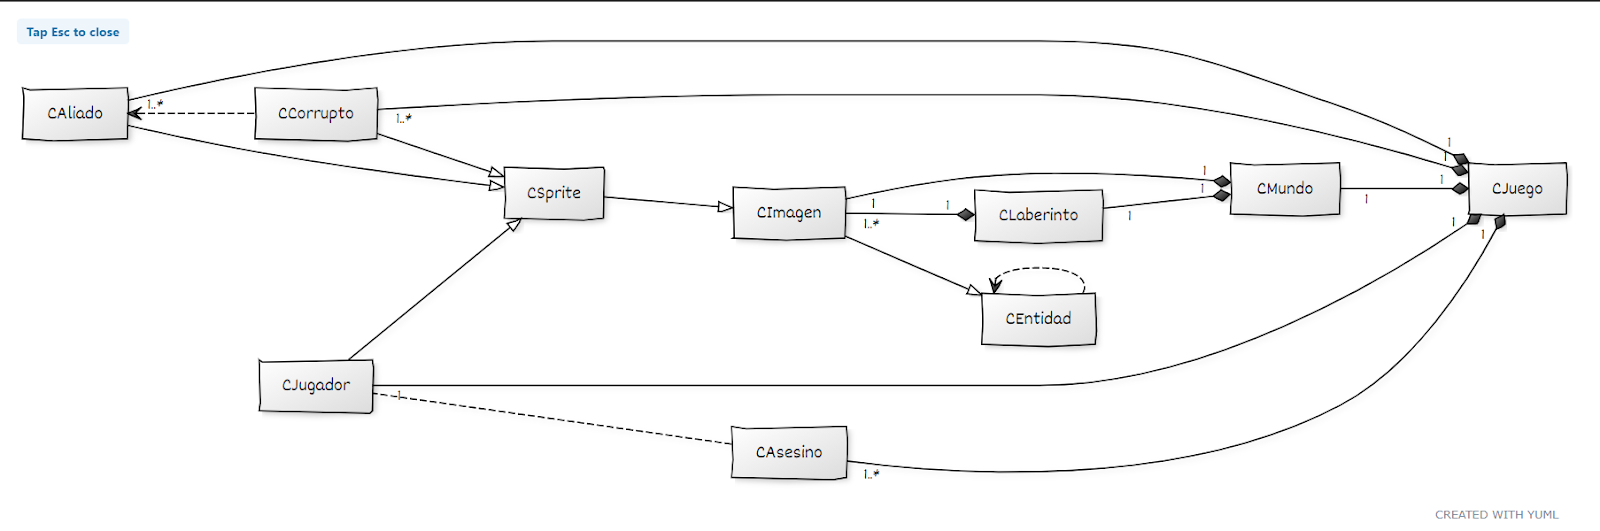 Tap Esc to close
CAliado
1..*
CCorrupto
1..*
1
1
CSprite
CImagen
1
1..*
1
CLaberinto
1
1
1
CMundo
1
1
CJuego
1
1
CEntidad
CJugador
1
CAsesino
1..*
CREATED WITH YUML